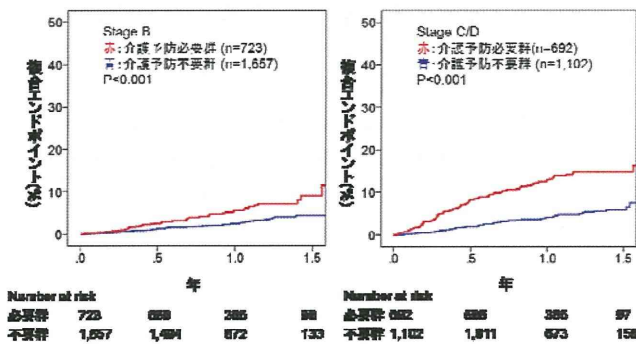 Stage B
赤:介護予防必要群 (n=723)
青:介護予防不要群 (n=1,657)
P<0.001
複合エンドポイント(%)
50
40
30
20
10
0
.0 .5 1.0 1.5
年
Number at risk
必要群 723
不要群 1,657 672 133
Stage C/D
赤:介護予防必要群(n=692)
青:介護予防不要群 (n=1,102)
P<0.001
複合エンドポイント(%)
50
40
30
20
10
0
.0 .5 1.0 1.5
年
Number at risk
必要群 692 97
不要群 1,102 673